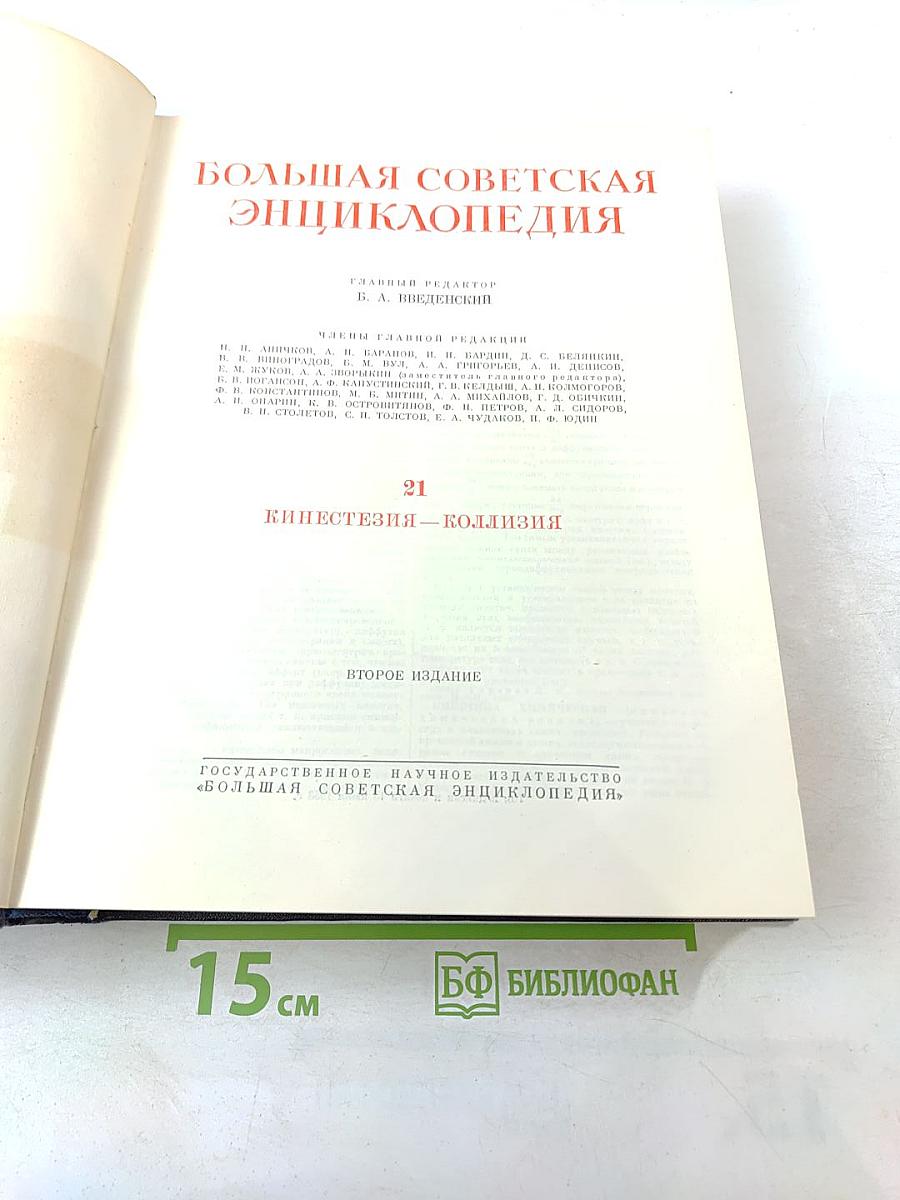 БОЛЬШАЯ СОВЕТСКАЯ
ЭНЦИКЛОПЕДИЯ
ГЛАВНЫЙ РЕДАКТОР
Б. А. ВВЕДЕНСКИЙ
ЧЛЕНЫ ГЛАВНОЙ РЕДАКЦИИ
Н. Н. АНИЧКОВ, А. И. БАРАНОВ, И. П. БАРДИН, Д. С. БЕЛЯНКИН,
В. В. ВИНОГРАДОВ, Б. М. ВУЛ, А. А. ГРИГОРЬЕВ, А. И. ДЕНИСОВ,
Е. М. ЖУКОВ, А. А. ЗВОРЫКИН (заместитель главного редактора),
Б. В. ИОГАНСОН, А. Ф. КАПУСТИНСКИЙ, Г. В. КЕЛДЫШ, А. Н. КОЛМОГОРОВ,
Ф. В. КОНСТАНТИНОВ, М. Б. МИТИН, А. А. МИХАЙЛОВ, Г. Д. ОБИЧКИН,
А. И. ОПАРИН, К. В. ОСТРОВИТЯНОВ, Ф. Н. ПЕТРОВ, А. Л. СИДОРОВ,
В. Н. СТОЛЕТОВ, С. П. ТОЛСТОВ, Е. А. ЧУДАКОВ, П. Ф. ЮДИН
21
КИНЕСТЕЗИЯ — КОЛЛИЗИЯ
ВТОРОЕ ИЗДАНИЕ
ГОСУДАРСТВЕННОЕ НАУЧНОЕ ИЗДАТЕЛЬСТВО
«БОЛЬШАЯ СОВЕТСКАЯ ЭНЦИКЛОПЕДИЯ»
15 см
БФ БИБЛИОФАН